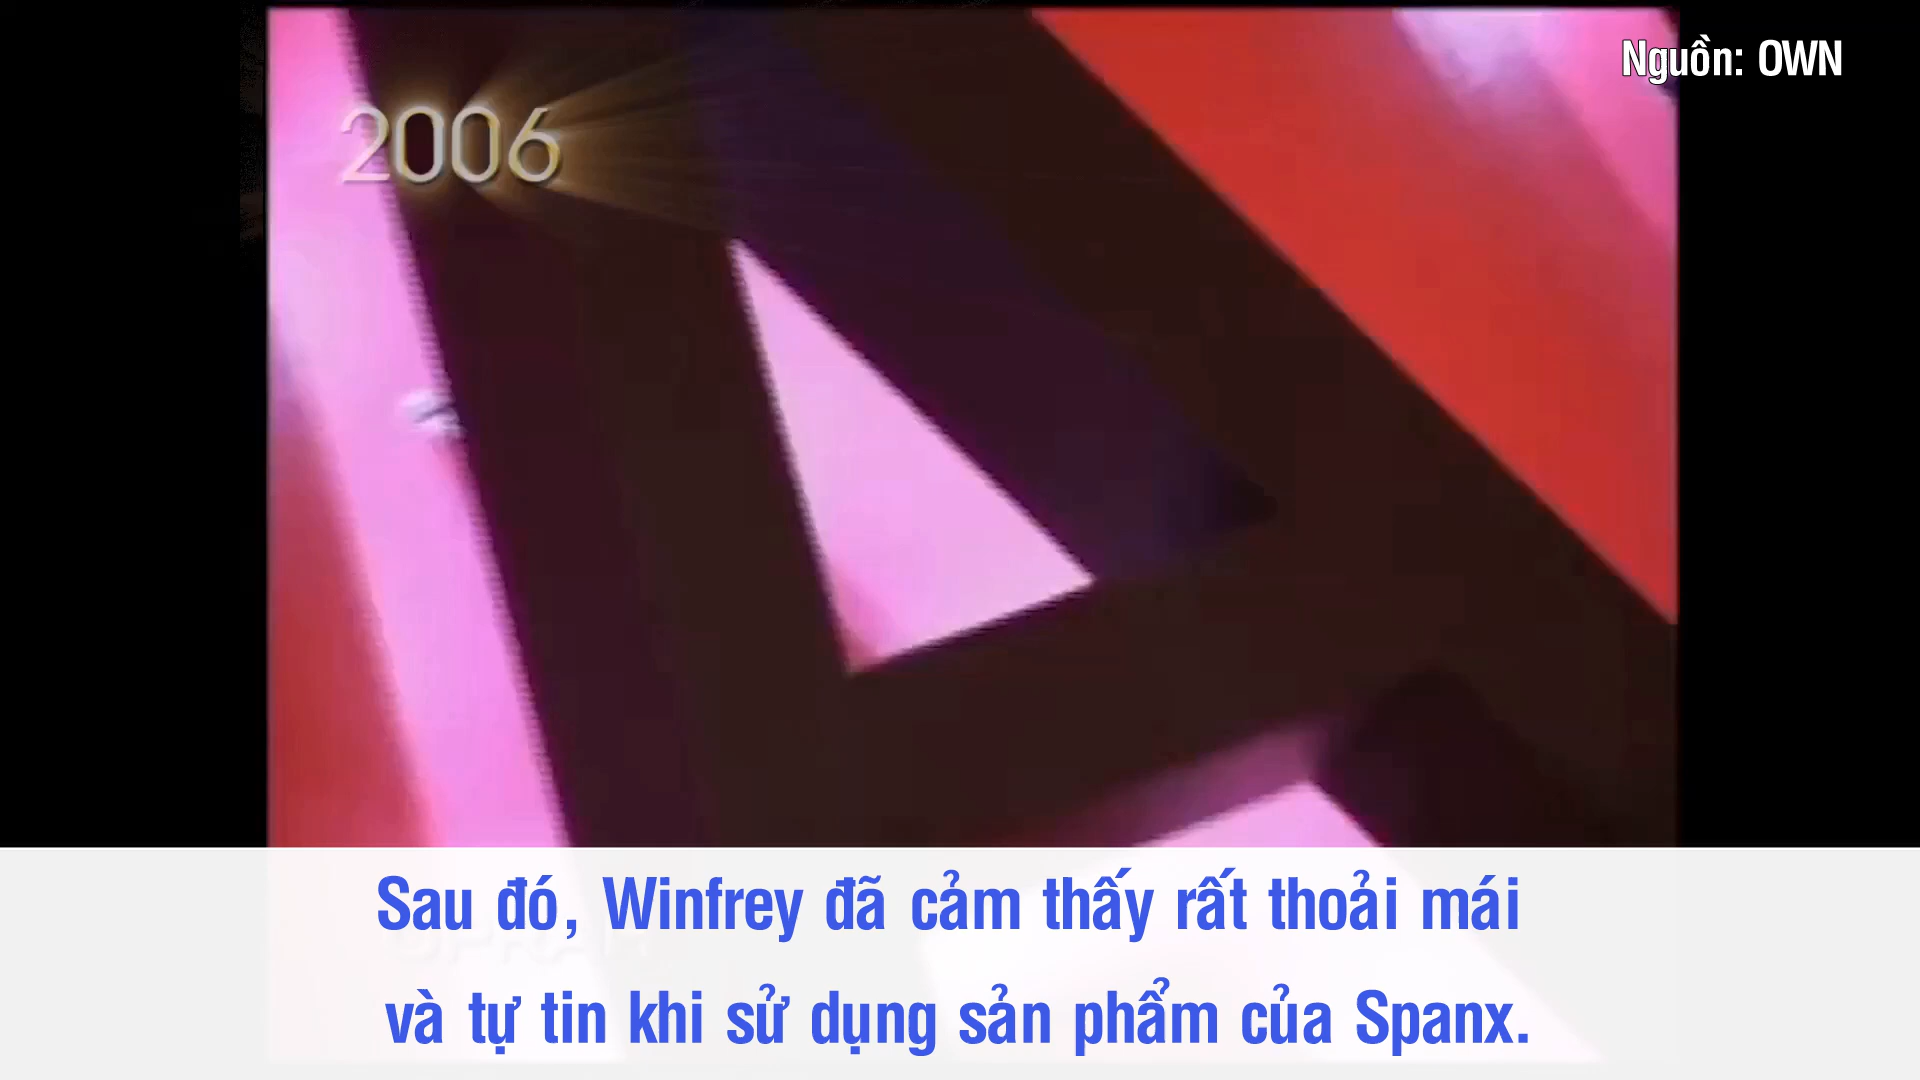 Nguồn: OWN
2006
Sau đó, Winfrey đã cảm thấy rất thoải mái
và tự tin khi sử dụng sản phẩm của Spanx.